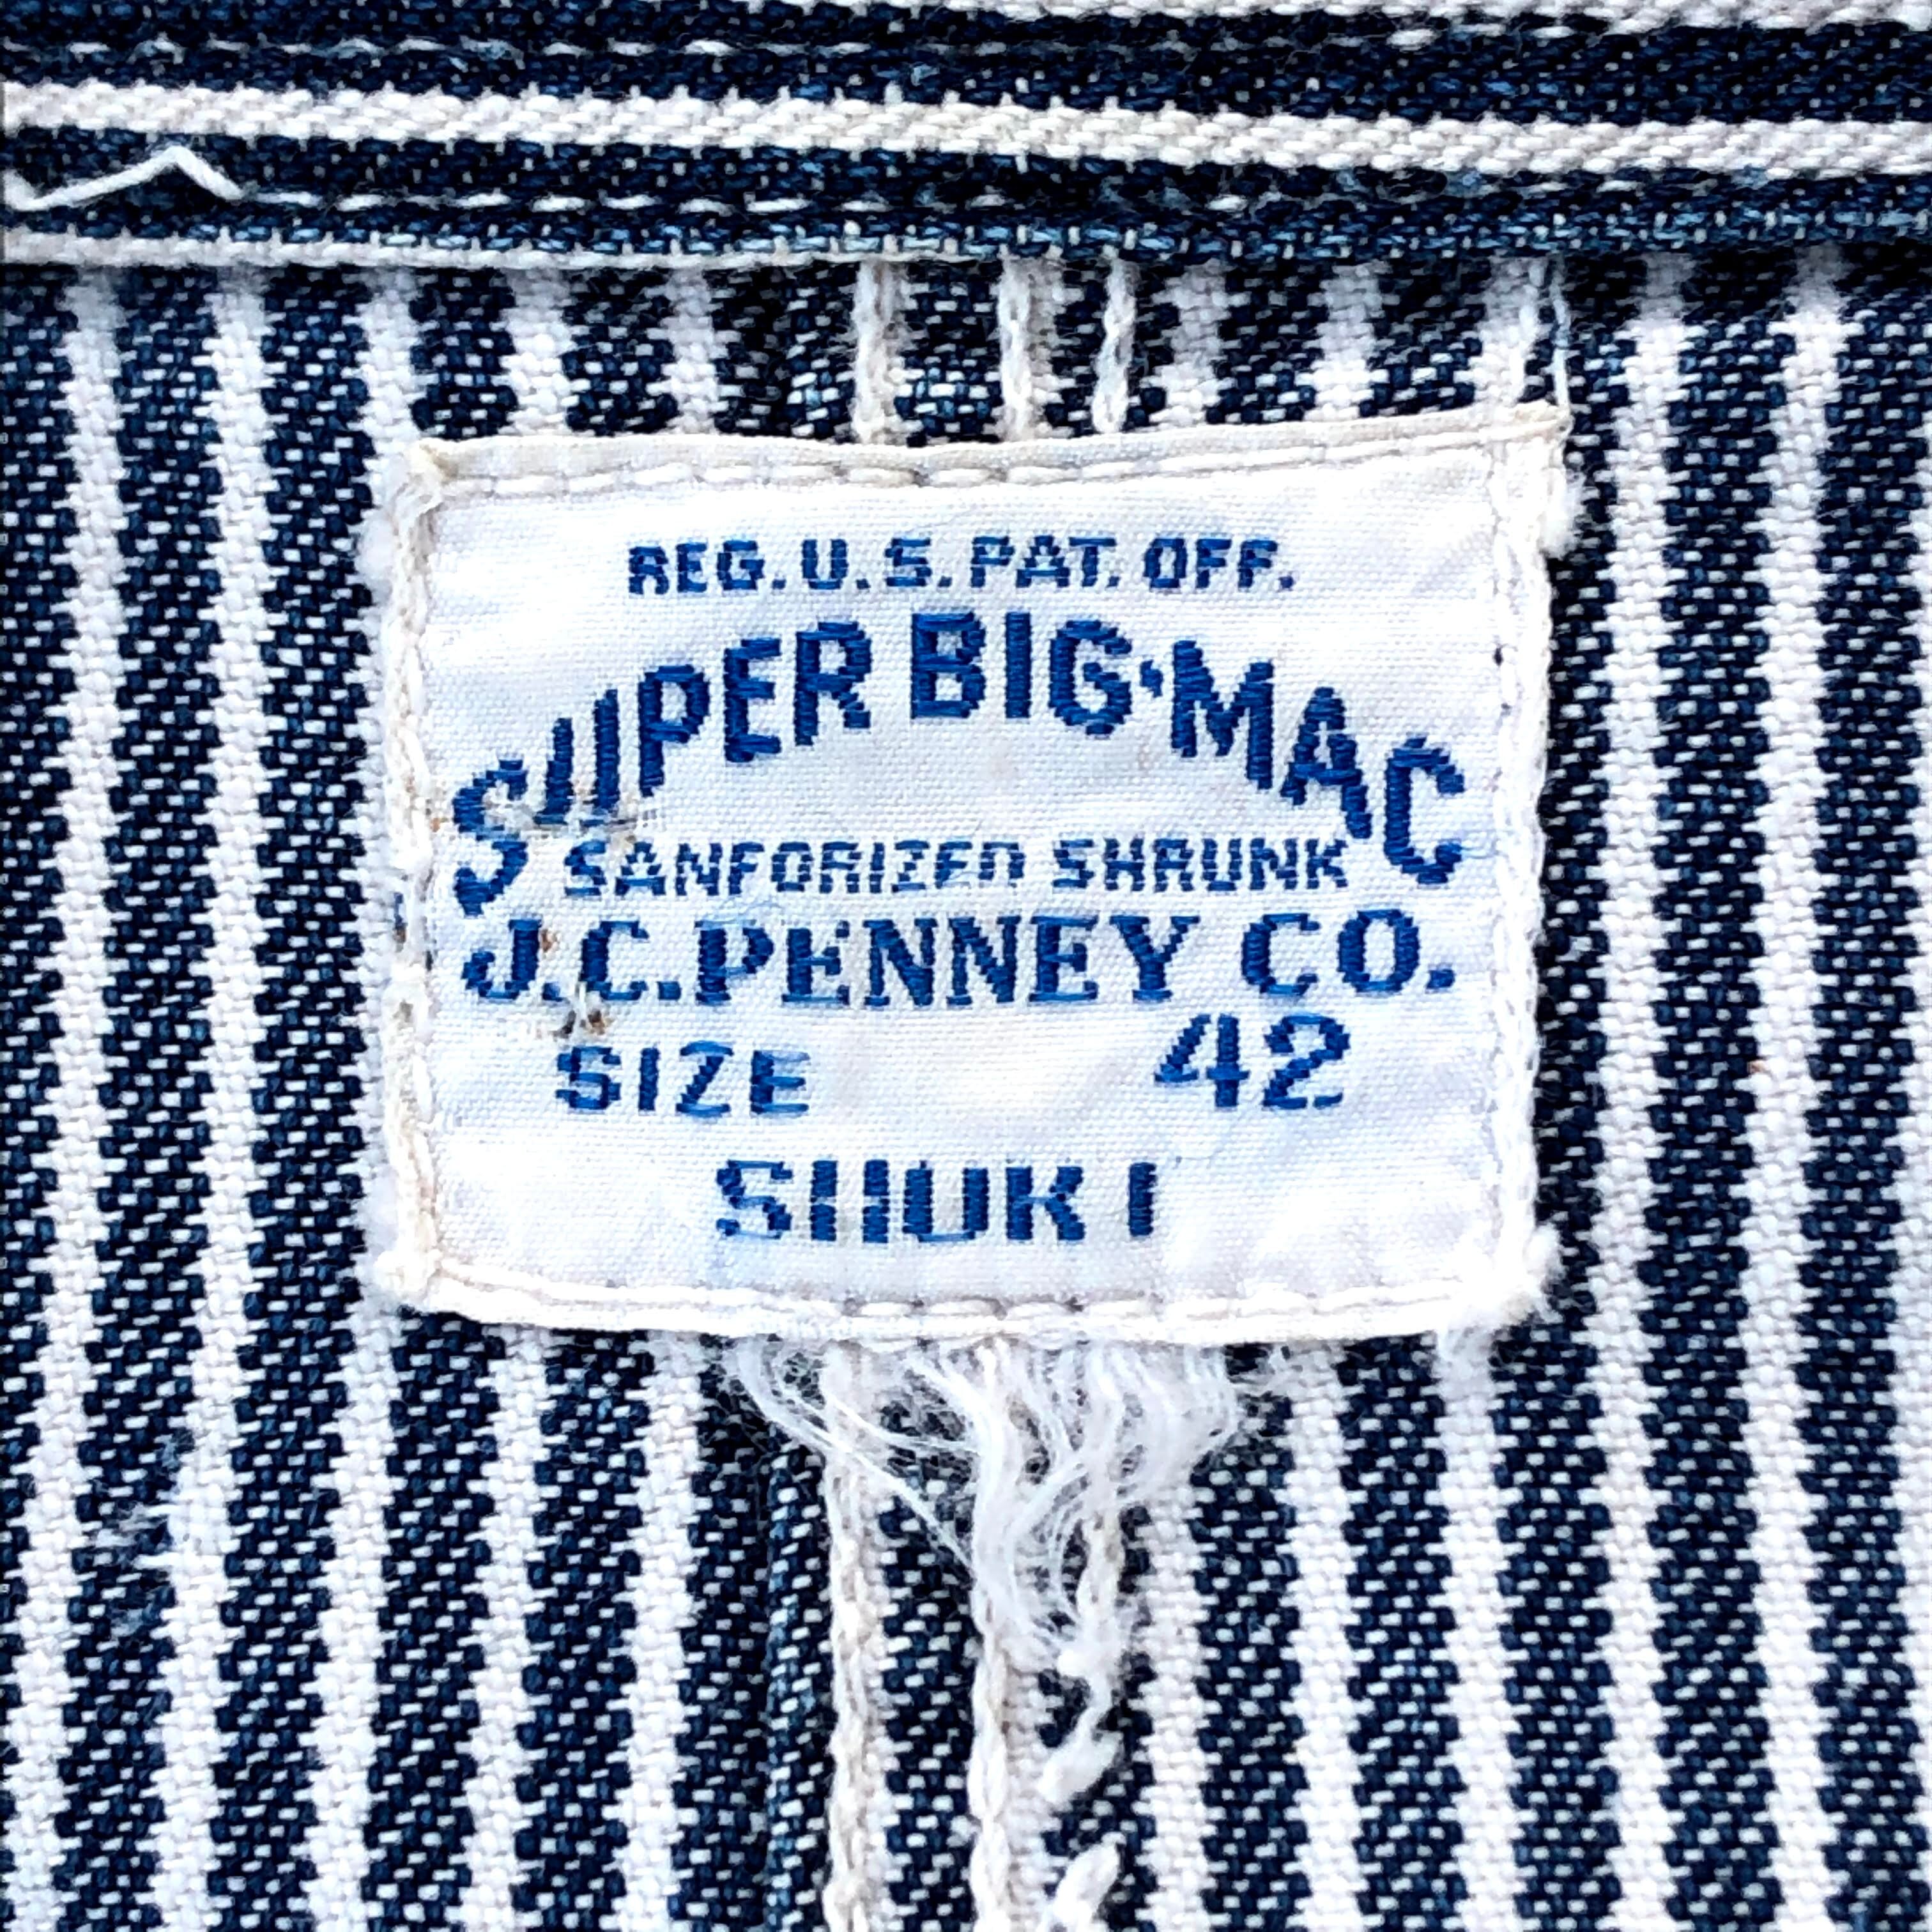 REG. U.S. PAT. OFF.
SUPER BIG·MAC
SANFORIZED SHRUNK
J.C. PENNEY CO.
SIZE 42